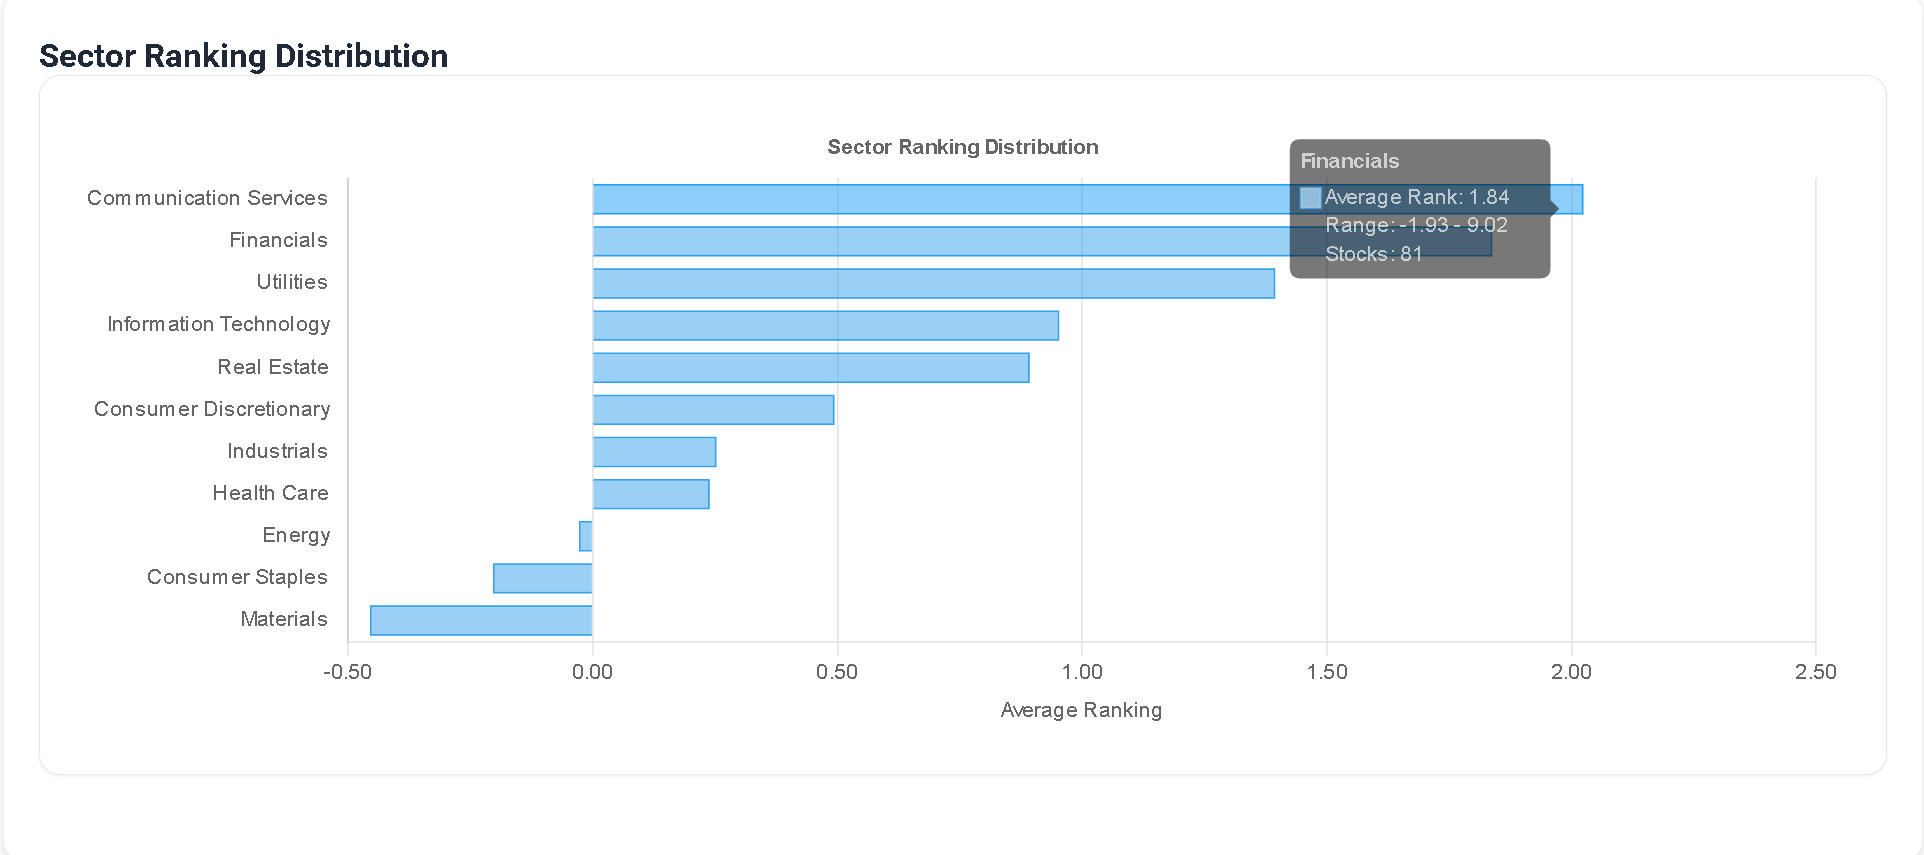 Sector Ranking Distribution
Sector Ranking Distribution
Financials
Average Rank: 1.84
Range: -1.93 - 9.02
Stocks: 81
Communication Services
Financials
Utilities
Information Technology
Real Estate
Consumer Discretionary
Industrials
Health Care
Energy
Consumer Staples
Materials
-0.50 0.00 0.50 1.00 1.50 2.00 2.50
Average Ranking